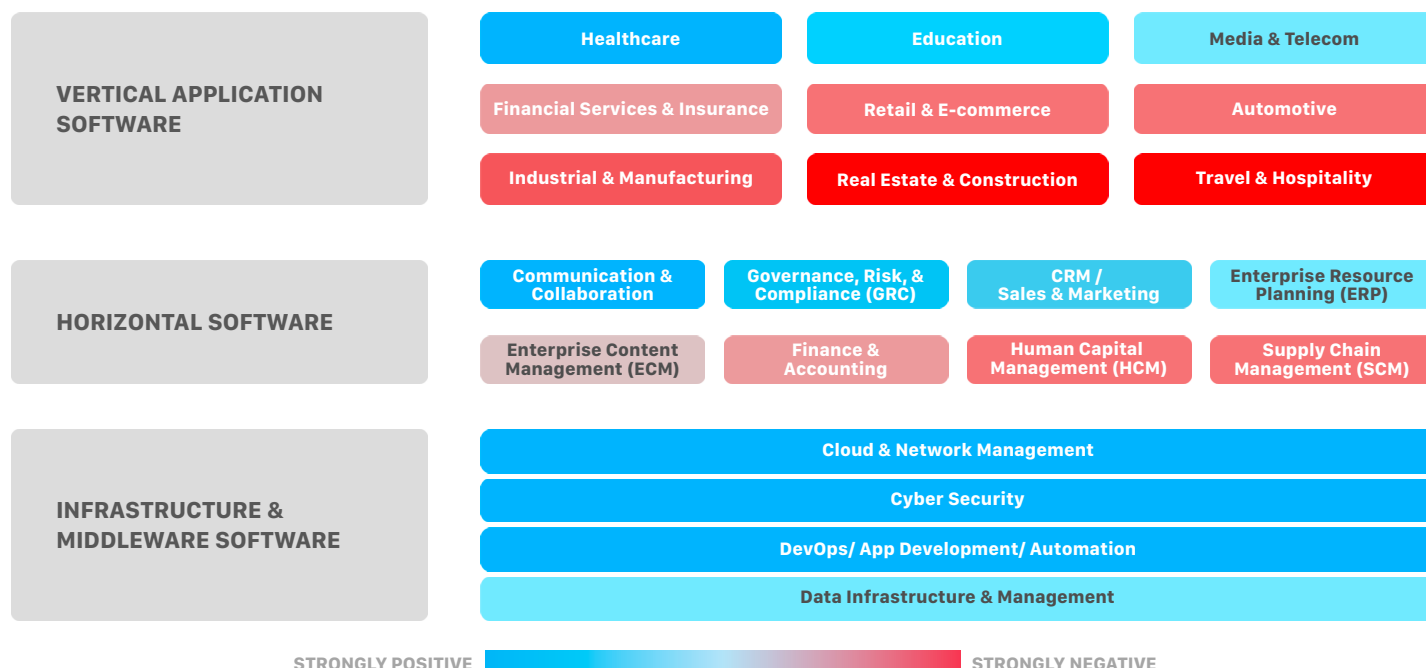 VERTICAL APPLICATION
SOFTWARE
Healthcare
Education
Media & Telecom
Financial Services & Insurance
Retail & E-commerce
Automotive
Industrial & Manufacturing
Real Estate & Construction
Travel & Hospitality
HORIZONTAL SOFTWARE
Communication &
Collaboration
Governance, Risk, &
Compliance (GRC)
CRM /
Sales & Marketing
Enterprise Resource
Planning (ERP)
Enterprise Content
Management (ECM)
Finance &
Accounting
Human Capital
Management (HCM)
Supply Chain
Management (SCM)
INFRASTRUCTURE &
MIDDLEWARE SOFTWARE
Cloud & Network Management
Cyber Security
DevOps/ App Development/ Automation
Data Infrastructure & Management
STRONGLY POSITIVE
STRONGLY NEGATIVE